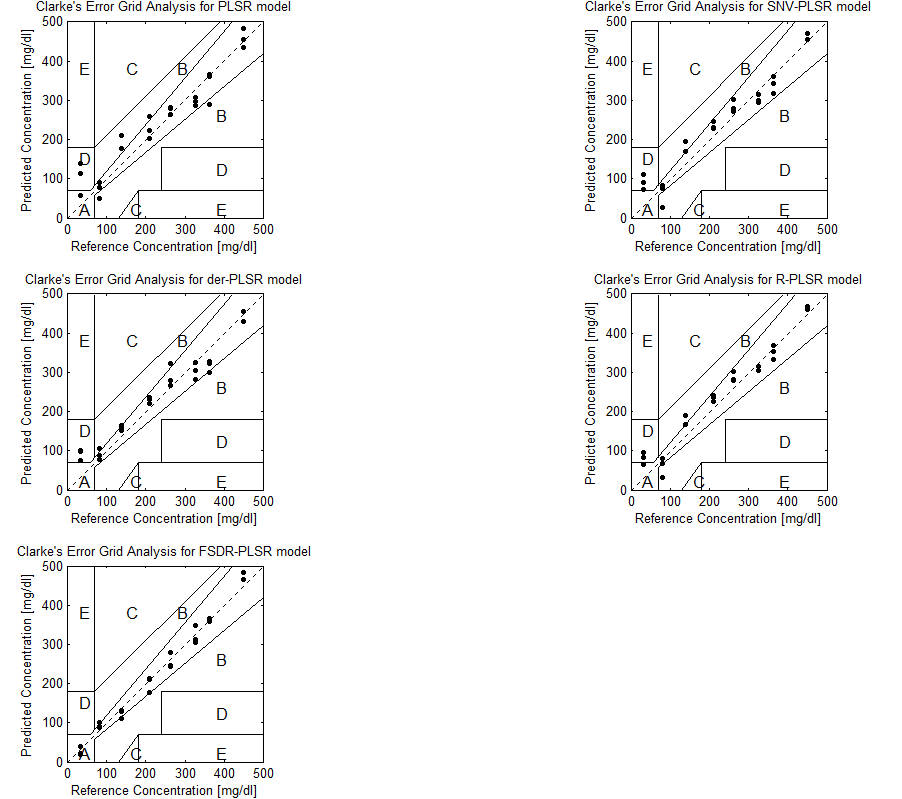 Clarke's Error Grid Analysis for PLSR model
Predicted Concentration [mg/dl]
500
400
300
200
100
0
E
C
B
B
D
D
A
C
E
0 100 200 300 400 500
Reference Concentration [mg/dl]
Clarke's Error Grid Analysis for SNV-PLSR model
Predicted Concentration [mg/dl]
500
400
300
200
100
0
E
C
B
B
D
D
A
C
E
0 100 200 300 400 500
Reference Concentration [mg/dl]
Clarke's Error Grid Analysis for der-PLSR model
Predicted Concentration [mg/dl]
500
400
300
200
100
0
E
C
B
B
D
D
A
C
E
0 100 200 300 400 500
Reference Concentration [mg/dl]
Clarke's Error Grid Analysis for R-PLSR model
Predicted Concentration [mg/dl]
500
400
300
200
100
0
E
C
B
B
D
D
A
C
E
0 100 200 300 400 500
Reference Concentration [mg/dl]
Clarke's Error Grid Analysis for FSDR-PLSR model
Predicted Concentration [mg/dl]
500
400
300
200
100
0
E
C
B
B
D
D
A
C
E
0 100 200 300 400 500
Reference Concentration [mg/dl]